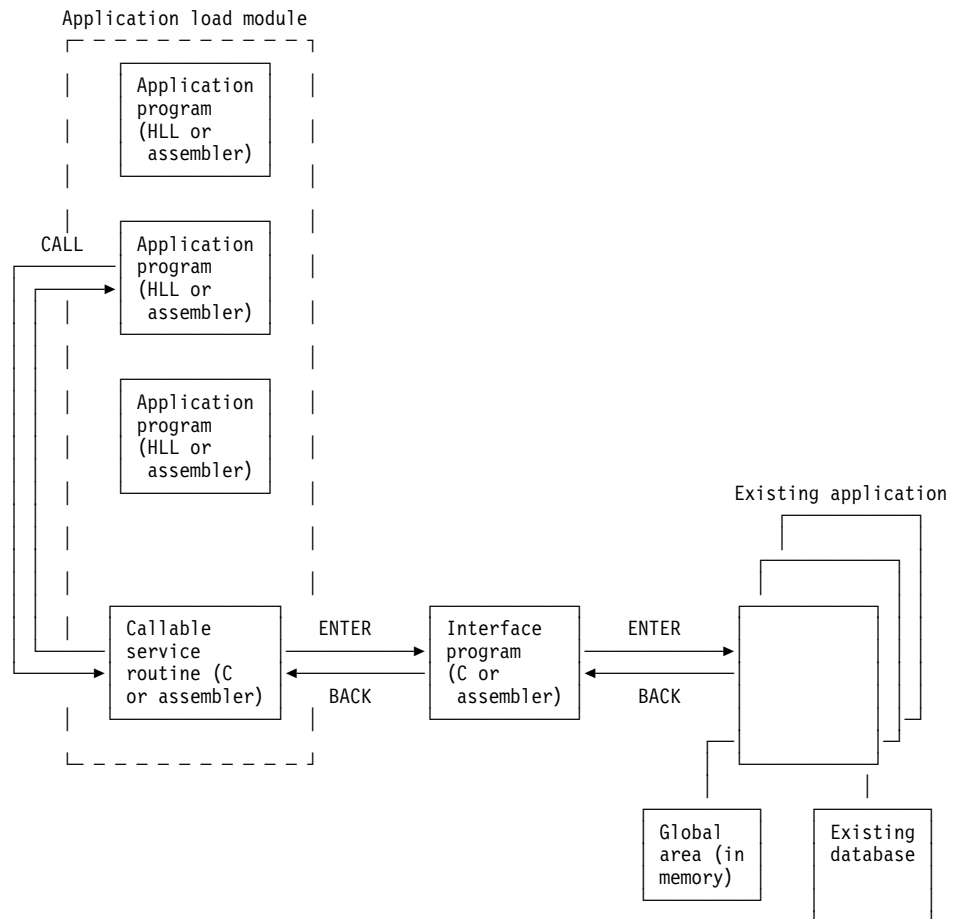 Application load module
Application
program
(HLL or
assembler)
CALL
Application
program
(HLL or
assembler)
Application
program
(HLL or
assembler)
Existing application
Callable
service
routine (C
or assembler)
ENTER
BACK
Interface
program
(C or
assembler)
ENTER
BACK
Global
area (in
memory)
Existing
database